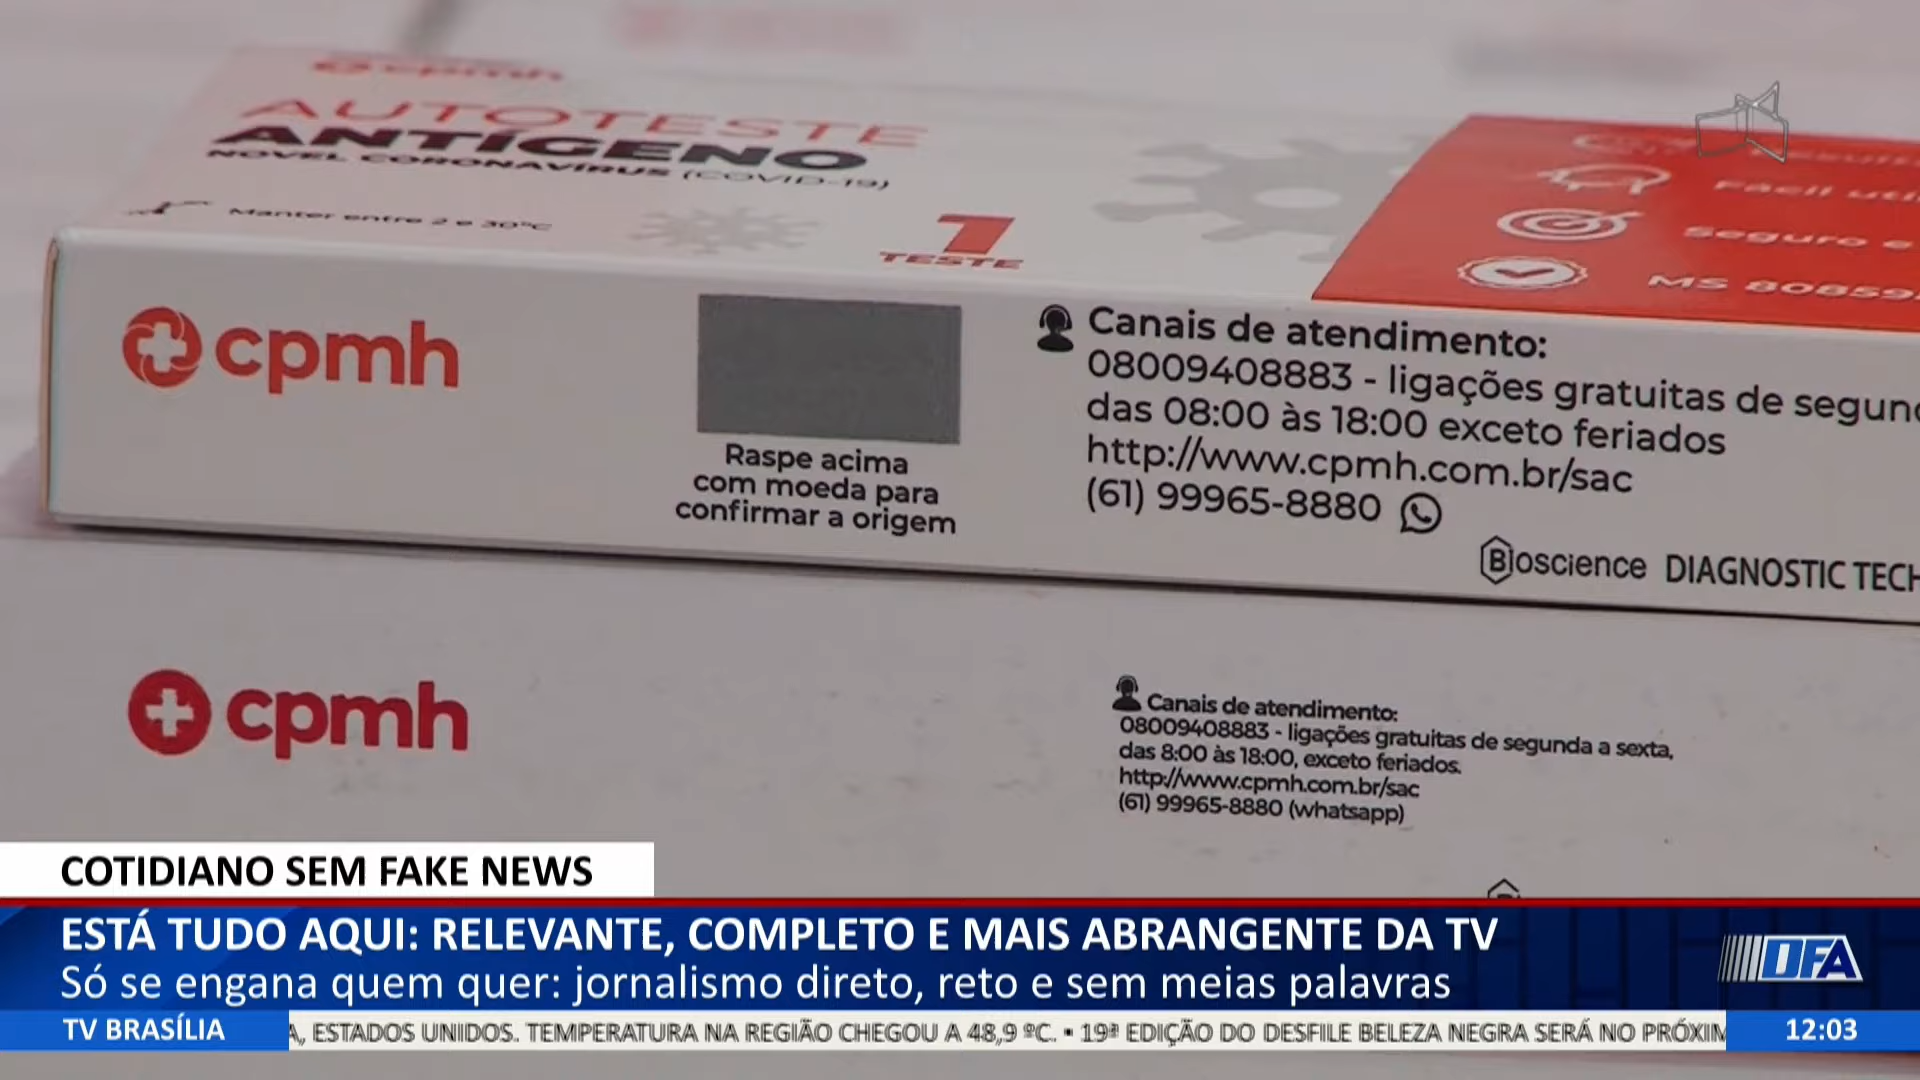 cpmh
AUTOTESTE
ANTÍGENO
NOVEL CORONAVÍRUS (COVID-19)
Manter entre 2 e 30°C
1
TESTE
Fácil
Seguro e
MS 80859
cpmh
Raspe acima
com moeda para
confirmar a origem
Canais de atendimento:
08009408883 - ligações gratuitas de
das 08:00 às 18:00 exceto feriados
http://www.cpmh.com.br/sac
(61) 99965-8880
Bioscience DIAGNOSTIC TECH
cpmh
Canais de atendimento:
08009408883 - ligações gratuitas de segunda a sexta,
das 8:00 às 18:00, exceto feriados.
http://www.cpmh.com.br/sac
(61) 99965-8880 (whatsapp)
COTIDIANO SEM FAKE NEWS
ESTÁ TUDO AQUI: RELEVANTE, COMPLETO E MAIS ABRANGENTE DA TV
Só se engana quem quer: jornalismo direto, reto e sem meias palavras
DFA
TV BRASÍLIA
A, ESTADOS UNIDOS. TEMPERATURA NA REGIÃO CHEGOU A 48,9 ºC. • 19ª EDIÇÃO DO DESFILE BELEZA NEGRA SERÁ NO PRÓXIM
12:03